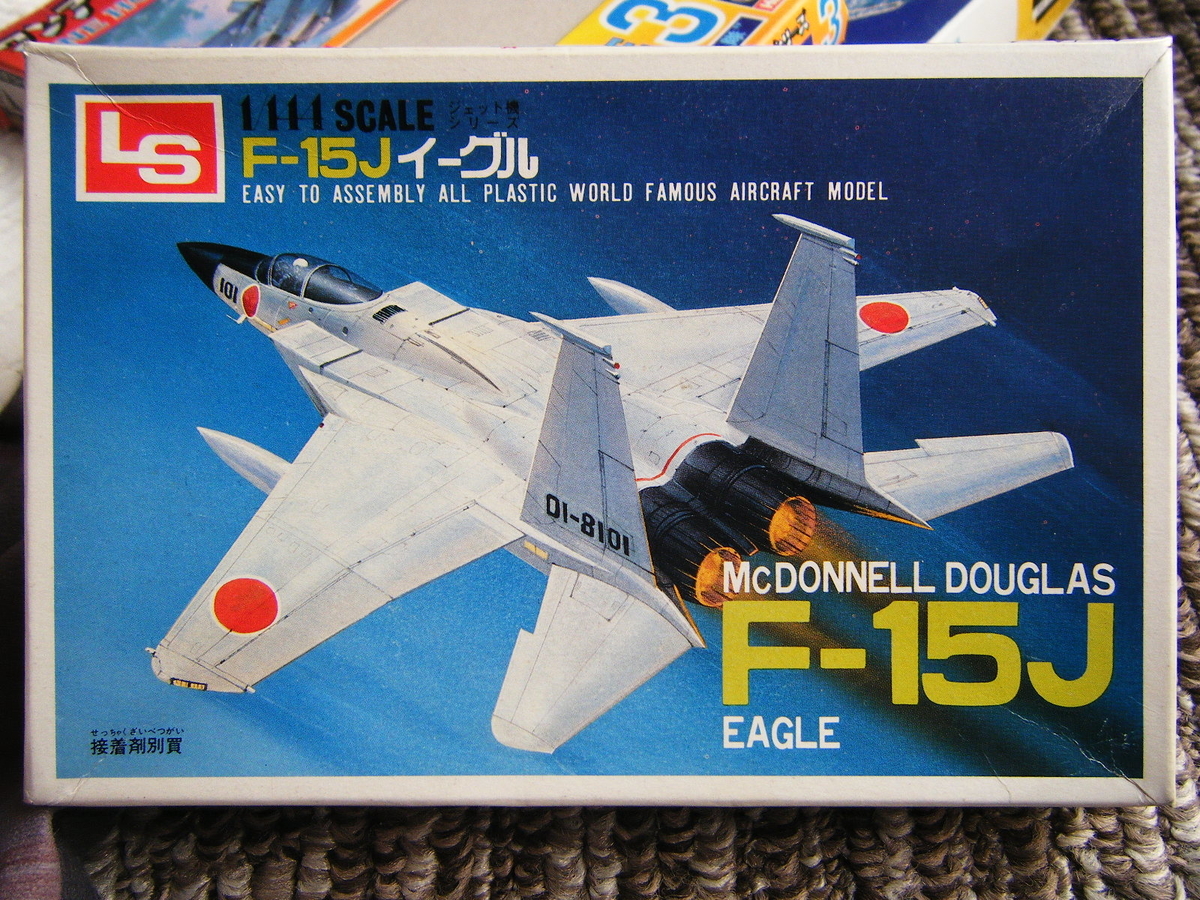 LS
1/144 SCALE ジェット機シリーズ
F-15Jイーグル
EASY TO ASSEMBLY ALL PLASTIC WORLD FAMOUS AIRCRAFT MODEL
101
01-8101
McDONNELL DOUGLAS
F-15J
EAGLE
せっちゃくざいべつがい
接着剤別買
3
3